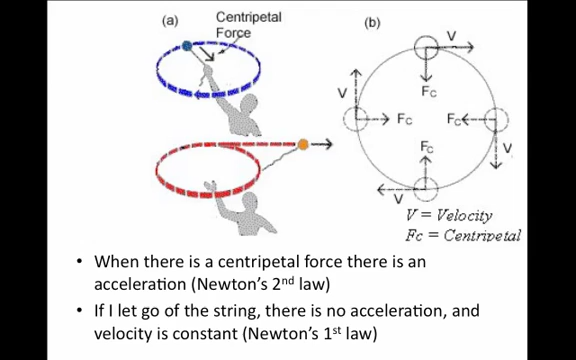 (a)
Centripetal
Force
(b)
V
Fc
V
Fc
Fc
V
Fc
V
V = Velocity
Fc = Centripetal
• When there is a centripetal force there is an
acceleration (Newton's 2nd law)
• If I let go of the string, there is no acceleration, and
velocity is constant (Newton's 1st law)